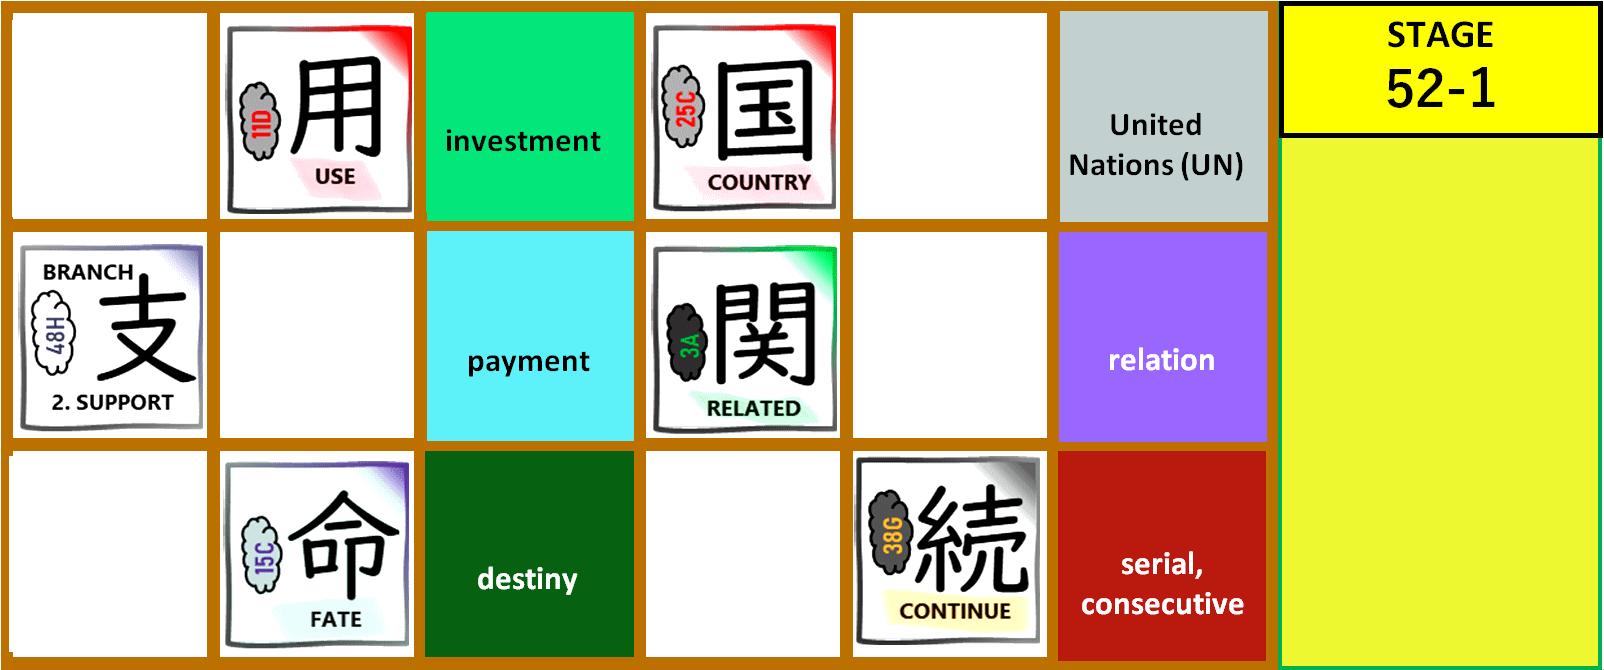 用
11D
USE
investment
国
25C
COUNTRY
United
Nations (UN)
STAGE
52-1
BRANCH
支
48H
2. SUPPORT
payment
関
3A
RELATED
relation
命
15C
FATE
destiny
続
38G
CONTINUE
serial,
consecutive